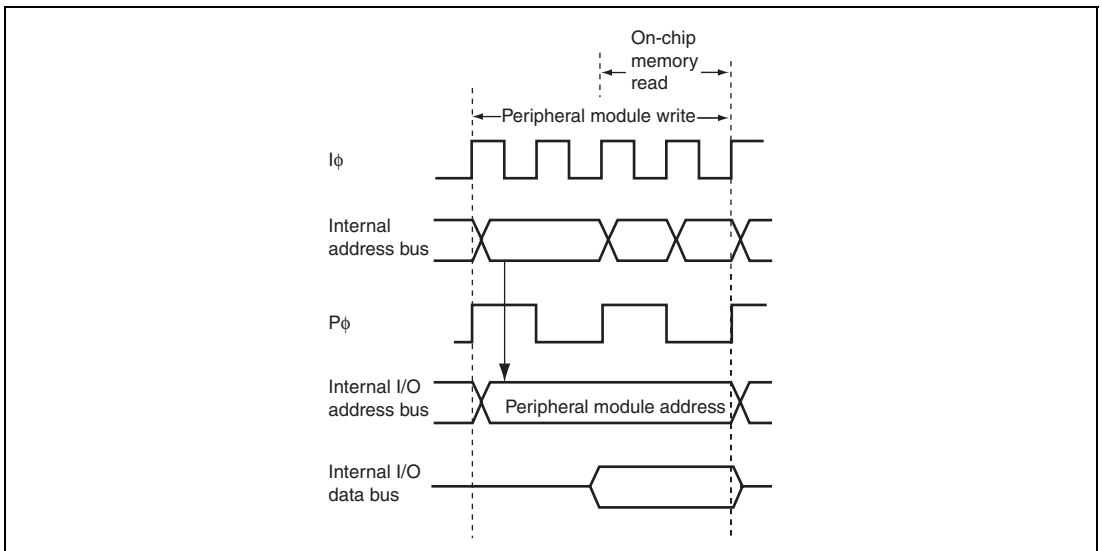 On-chip
memory
read
Peripheral module write
Iϕ
Internal
address bus
Pϕ
Internal I/O
address bus
Peripheral module address
Internal I/O
data bus